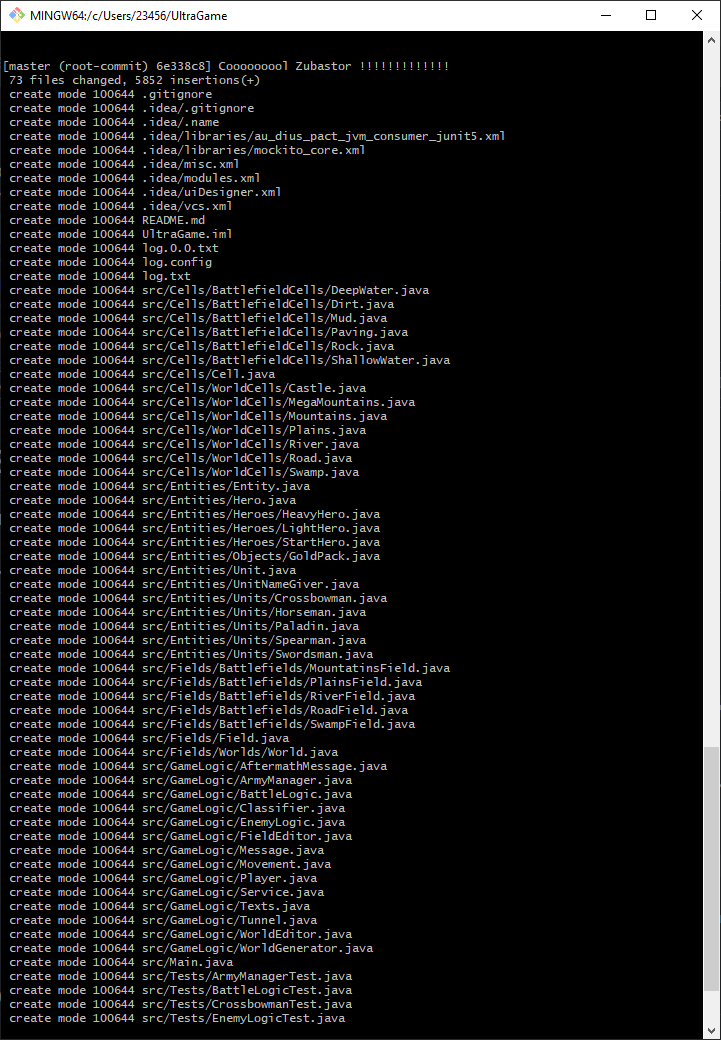 MINGW64:/c/Users/23456/UltraGame
[master (root-commit) 6e338c8] Coooooool Zubastor !!!!!!!!!!!!!
73 files changed, 5852 insertions(+)
create mode 100644 .gitignore
create mode 100644 .idea/.gitignore
create mode 100644 .idea/.name
create mode 100644 .idea/libraries/au_dius_pact_jvm_consumer_junit5.xml
create mode 100644 .idea/libraries/mockito_core.xml
create mode 100644 .idea/misc.xml
create mode 100644 .idea/modules.xml
create mode 100644 .idea/uiDesigner.xml
create mode 100644 .idea/vcs.xml
create mode 100644 README.md
create mode 100644 UltraGame.iml
create mode 100644 log.0.0.txt
create mode 100644 log.config
create mode 100644 log.txt
create mode 100644 src/Cells/BattlefieldCells/DeepWater.java
create mode 100644 src/Cells/BattlefieldCells/Dirt.java
create mode 100644 src/Cells/BattlefieldCells/Mud.java
create mode 100644 src/Cells/BattlefieldCells/Paving.java
create mode 100644 src/Cells/BattlefieldCells/Rock.java
create mode 100644 src/Cells/BattlefieldCells/ShallowWater.java
create mode 100644 src/Cells/Cell.java
create mode 100644 src/Cells/WorldCells/Castle.java
create mode 100644 src/Cells/WorldCells/MegaMountains.java
create mode 100644 src/Cells/WorldCells/Mountains.java
create mode 100644 src/Cells/WorldCells/Plains.java
create mode 100644 src/Cells/WorldCells/River.java
create mode 100644 src/Cells/WorldCells/Road.java
create mode 100644 src/Cells/WorldCells/Swamp.java
create mode 100644 src/Entities/Entity.java
create mode 100644 src/Entities/Hero.java
create mode 100644 src/Entities/Heroes/HeavyHero.java
create mode 100644 src/Entities/Heroes/LightHero.java
create mode 100644 src/Entities/Heroes/StartHero.java
create mode 100644 src/Entities/Objects/GoldPack.java
create mode 100644 src/Entities/Unit.java
create mode 100644 src/Entities/UnitNameGiver.java
create mode 100644 src/Entities/Units/Crossbowman.java
create mode 100644 src/Entities/Units/Horseman.java
create mode 100644 src/Entities/Units/Paladin.java
create mode 100644 src/Entities/Units/Spearman.java
create mode 100644 src/Entities/Units/Swordsman.java
create mode 100644 src/Fields/Battlefields/MountatinsField.java
create mode 100644 src/Fields/Battlefields/PlainsField.java
create mode 100644 src/Fields/Battlefields/RiverField.java
create mode 100644 src/Fields/Battlefields/RoadField.java
create mode 100644 src/Fields/Battlefields/SwampField.java
create mode 100644 src/Fields/Field.java
create mode 100644 src/Fields/Worlds/World.java
create mode 100644 src/GameLogic/AftermathMessage.java
create mode 100644 src/GameLogic/ArmyManager.java
create mode 100644 src/GameLogic/BattleLogic.java
create mode 100644 src/GameLogic/Classifier.java
create mode 100644 src/GameLogic/EnemyLogic.java
create mode 100644 src/GameLogic/FieldEditor.java
create mode 100644 src/GameLogic/Message.java
create mode 100644 src/GameLogic/Movement.java
create mode 100644 src/GameLogic/Player.java
create mode 100644 src/GameLogic/Service.java
create mode 100644 src/GameLogic/Texts.java
create mode 100644 src/GameLogic/Tunnel.java
create mode 100644 src/GameLogic/WorldEditor.java
create mode 100644 src/GameLogic/WorldGenerator.java
create mode 100644 src/Main.java
create mode 100644 src/Tests/ArmyManagerTest.java
create mode 100644 src/Tests/BattleLogicTest.java
create mode 100644 src/Tests/CrossbowmanTest.java
create mode 100644 src/Tests/EnemyLogicTest.java